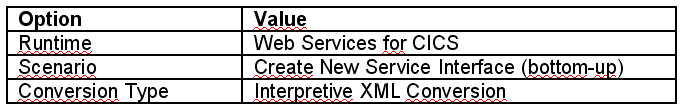 Option Value
Runtime Web Services for CICS
Scenario Create New Service Interface (bottom-up)
Conversion Type Interpretive XML Conversion